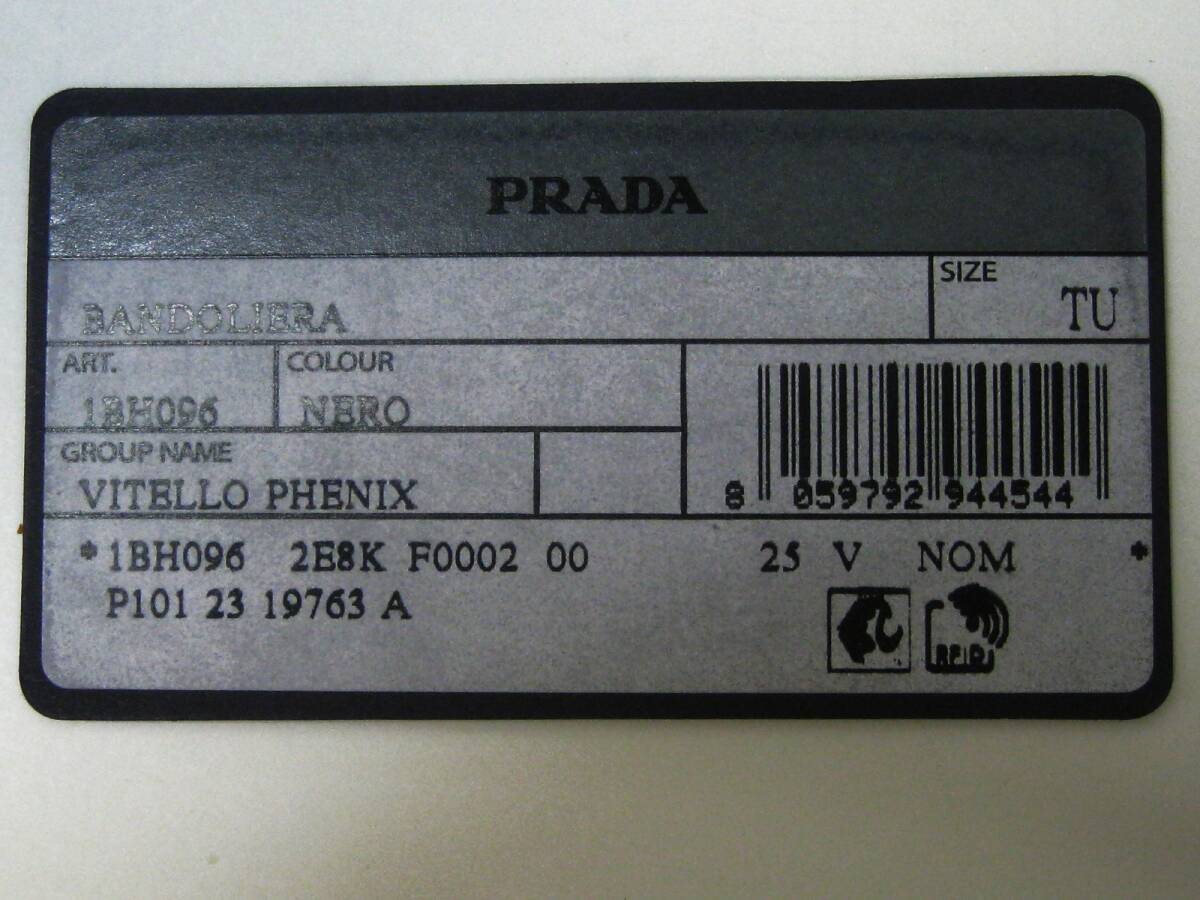 PRADA
BANDOLIERA
SIZE
TU
ART.
1BH096
COLOUR
NERO
GROUP NAME
VITELLO PHENIX
8 059792 944544
*1BH096 2E8K F0002 00 25 V NOM *
P101 23 19763 A
RFID